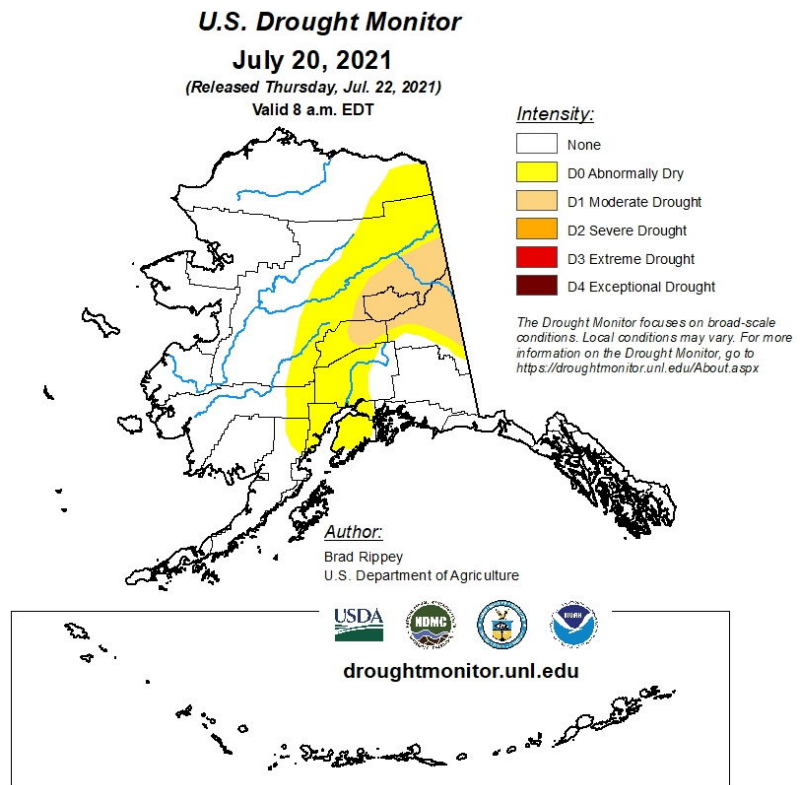 U.S. Drought Monitor
July 20, 2021
(Released Thursday, Jul. 22, 2021)
Valid 8 a.m. EDT
Intensity:
None
D0 Abnormally Dry
D1 Moderate Drought
D2 Severe Drought
D3 Extreme Drought
D4 Exceptional Drought
The Drought Monitor focuses on broad-scale
conditions. Local conditions may vary. For more
information on the Drought Monitor, go to
https://droughtmonitor.unl.edu/About.aspx
Author:
Brad Rippey
U.S. Department of Agriculture
USDA
NDMC
NOAA
droughtmonitor.unl.edu